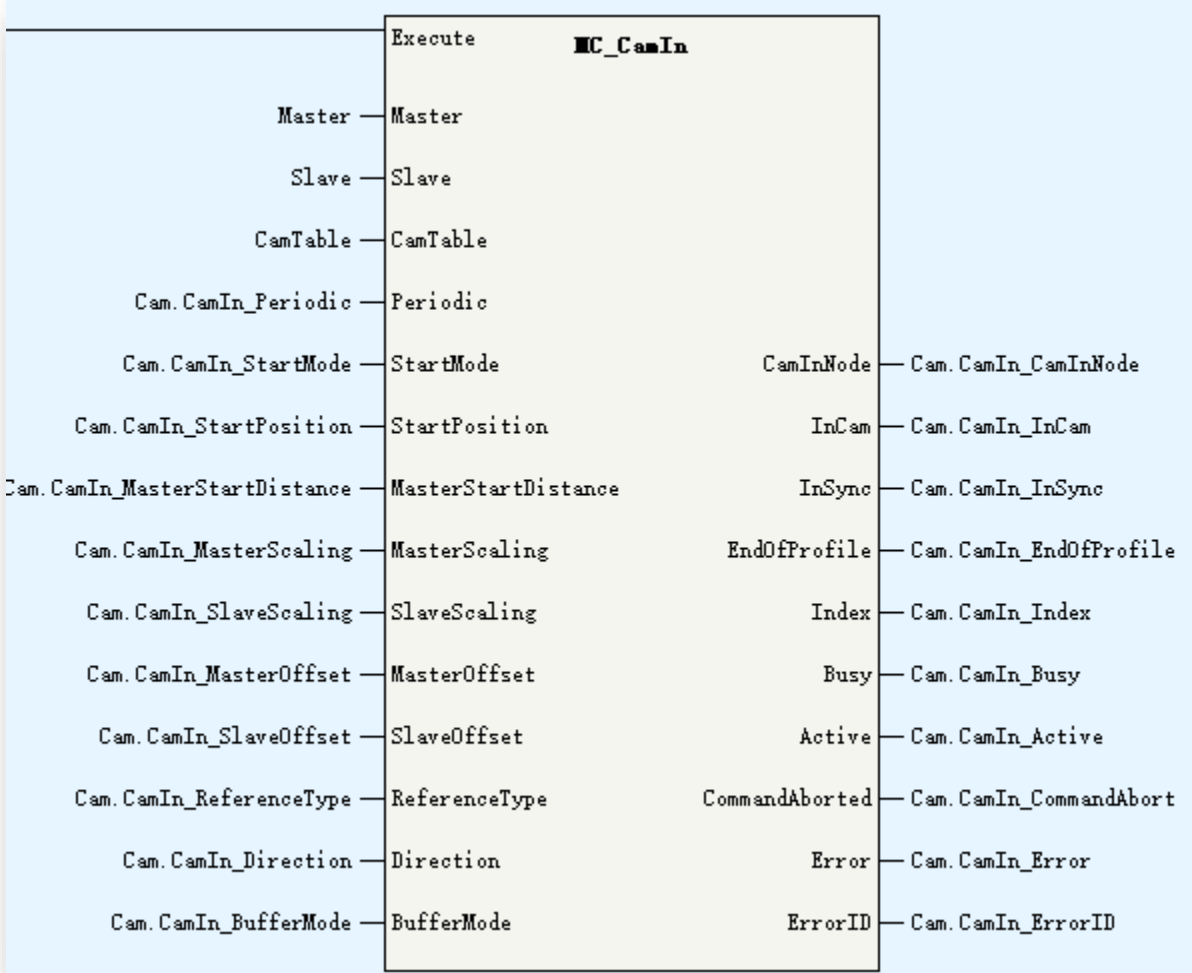 Execute MC_CamIn
Master Master
Slave Slave
CamTable CamTable
Cam.CamIn_Periodic Periodic
Cam.CamIn_StartMode StartMode CamInNode Cam.CamIn_CamInNode
Cam.CamIn_StartPosition StartPosition InCam Cam.CamIn_InCam
Cam.CamIn_MasterStartDistance MasterStartDistance InSync Cam.CamIn_InSync
Cam.CamIn_MasterScaling MasterScaling EndOfProfile Cam.CamIn_EndOfProfile
Cam.CamIn_SlaveScaling SlaveScaling Index Cam.CamIn_Index
Cam.CamIn_MasterOffset MasterOffset Busy Cam.CamIn_Busy
Cam.CamIn_SlaveOffset SlaveOffset Active Cam.CamIn_Active
Cam.CamIn_ReferenceType ReferenceType CommandAborted Cam.CamIn_CommandAbort
Cam.CamIn_Direction Direction Error Cam.CamIn_Error
Cam.CamIn_BufferMode BufferMode ErrorID Cam.CamIn_ErrorID